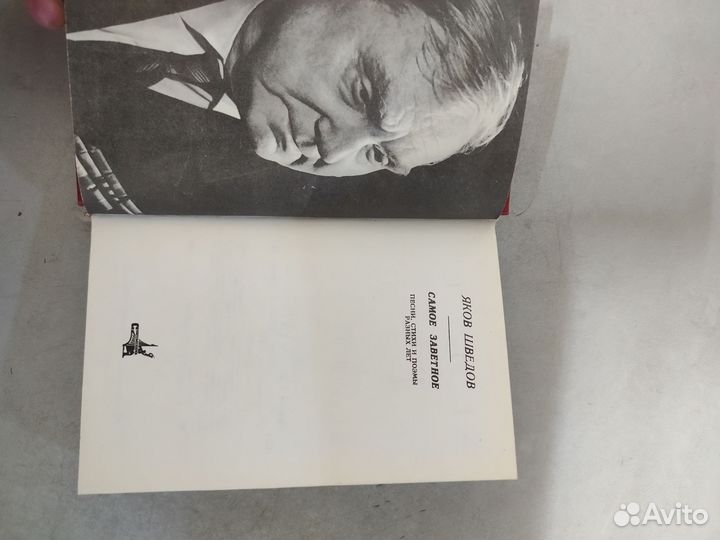 ЯКОВ ШВЕДОВ
САМОЕ ЗАВЕТНОЕ
ПЕСНИ, СТИХИ И ПОЭМЫ
РАЗНЫХ ЛЕТ
Avito